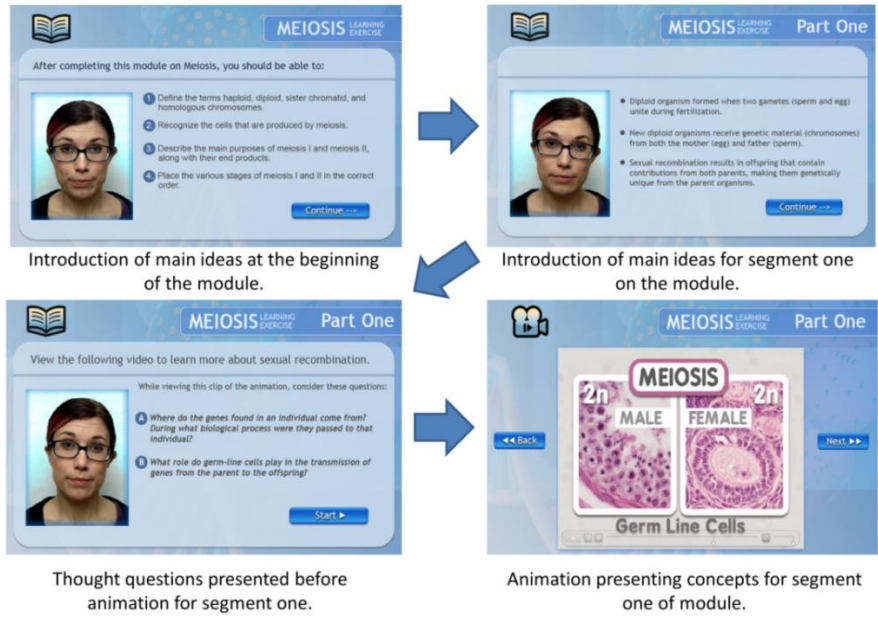 MEIOSIS LEARNING EXERCISE
After completing this module on Meiosis, you should be able to:
1 Define the terms haploid, diploid, sister chromatid, and
homologous chromosomes.
2 Recognize the cells that are produced by meiosis.
3 Describe the main purposes of meiosis I and meiosis II,
along with their end products.
4 Place the various stages of meiosis I and II in the correct
order.
Continue -->
Introduction of main ideas at the beginning
of the module.
MEIOSIS LEARNING EXERCISE Part One
• Diploid organism formed when two gametes (sperm and egg)
unite during fertilization.
• New diploid organisms receive genetic material (chromosomes)
from both the mother (egg) and father (sperm).
• Sexual recombination results in offspring that contain
contributions from both parents, making them genetically
unique from the parent organisms.
Continue -->
Introduction of main ideas for segment one
on the module.
MEIOSIS LEARNING EXERCISE Part One
View the following video to learn more about sexual recombination.
While viewing this clip of the animation, consider these questions:
A Where do the genes found in an individual come from?
During what biological process were they passed to that
individual?
B What role do germ-line cells play in the transmission of
genes from the parent to the offspring?
Start
Thought questions presented before
animation for segment one.
MEIOSIS LEARNING EXERCISE Part One
MEIOSIS
2n 2n
MALE FEMALE
Back
Next
Germ Line Cells
Animation presenting concepts for segment
one of module.